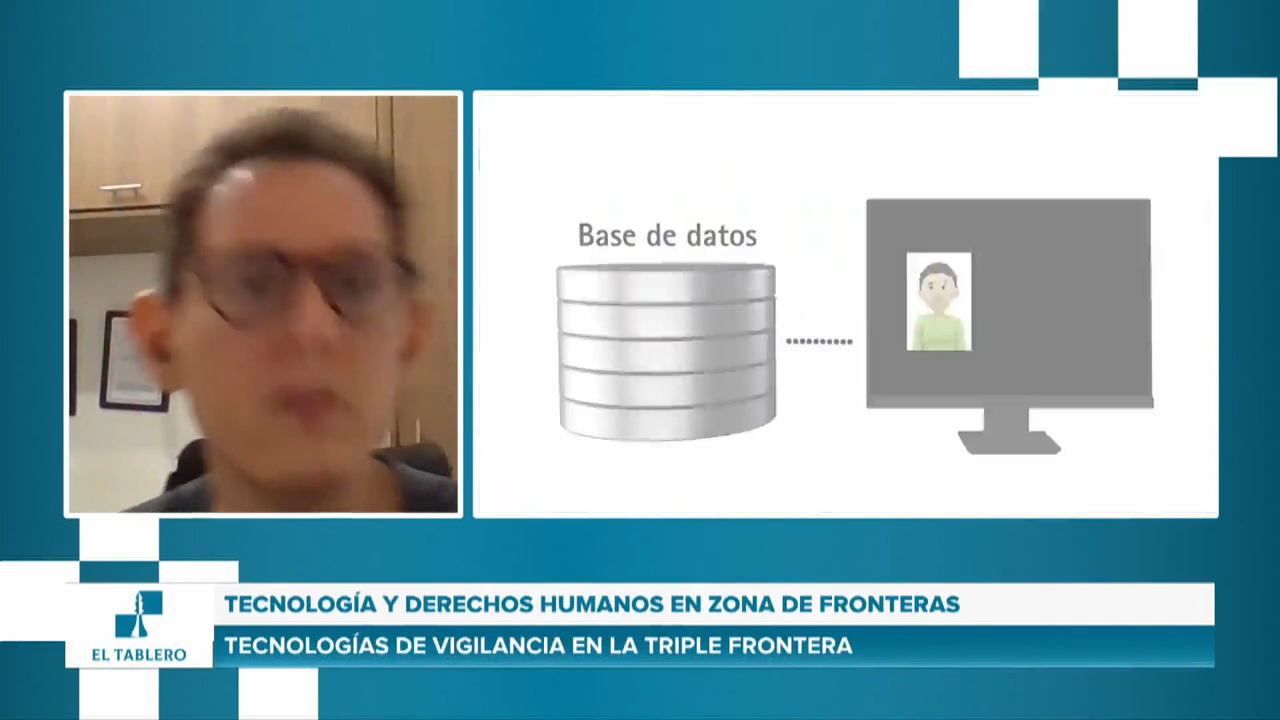 Base de datos
TECNOLOGÍA Y DERECHOS HUMANOS EN ZONA DE FRONTERAS
EL TABLERO
TECNOLOGÍAS DE VIGILANCIA EN LA TRIPLE FRONTERA